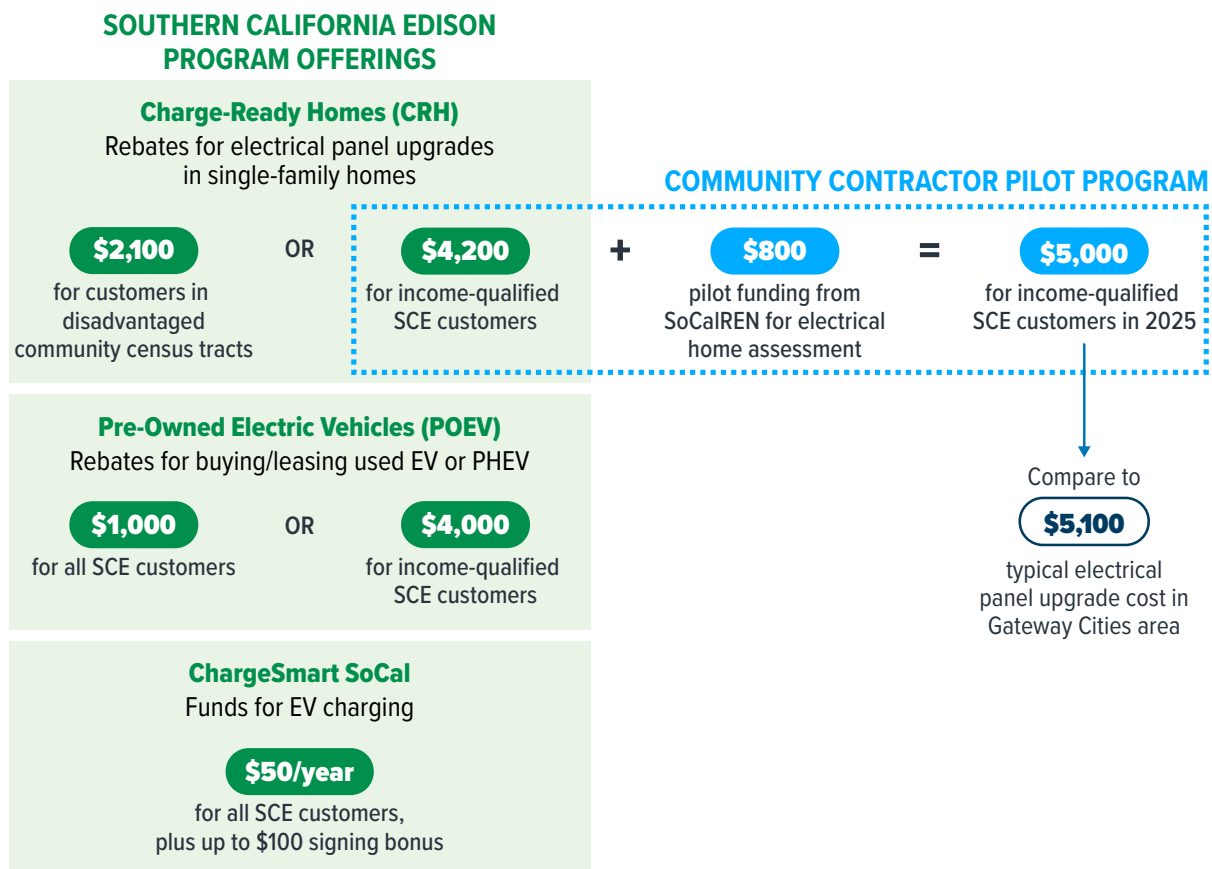 SOUTHERN CALIFORNIA EDISON
PROGRAM OFFERINGS
Charge-Ready Homes (CRH)
Rebates for electrical panel upgrades
in single-family homes
$2,100
for customers in
disadvantaged
community census tracts
OR
$4,200
for income-qualified
SCE customers
COMMUNITY CONTRACTOR PILOT PROGRAM
+
$800
pilot funding from
SoCalREN for electrical
home assessment
=
$5,000
for income-qualified
SCE customers in 2025
Compare to
$5,100
typical electrical
panel upgrade cost in
Gateway Cities area
Pre-Owned Electric Vehicles (POEV)
Rebates for buying/leasing used EV or PHEV
$1,000
for all SCE customers
OR
$4,000
for income-qualified
SCE customers
ChargeSmart SoCal
Funds for EV charging
$50/year
for all SCE customers,
plus up to $100 signing bonus